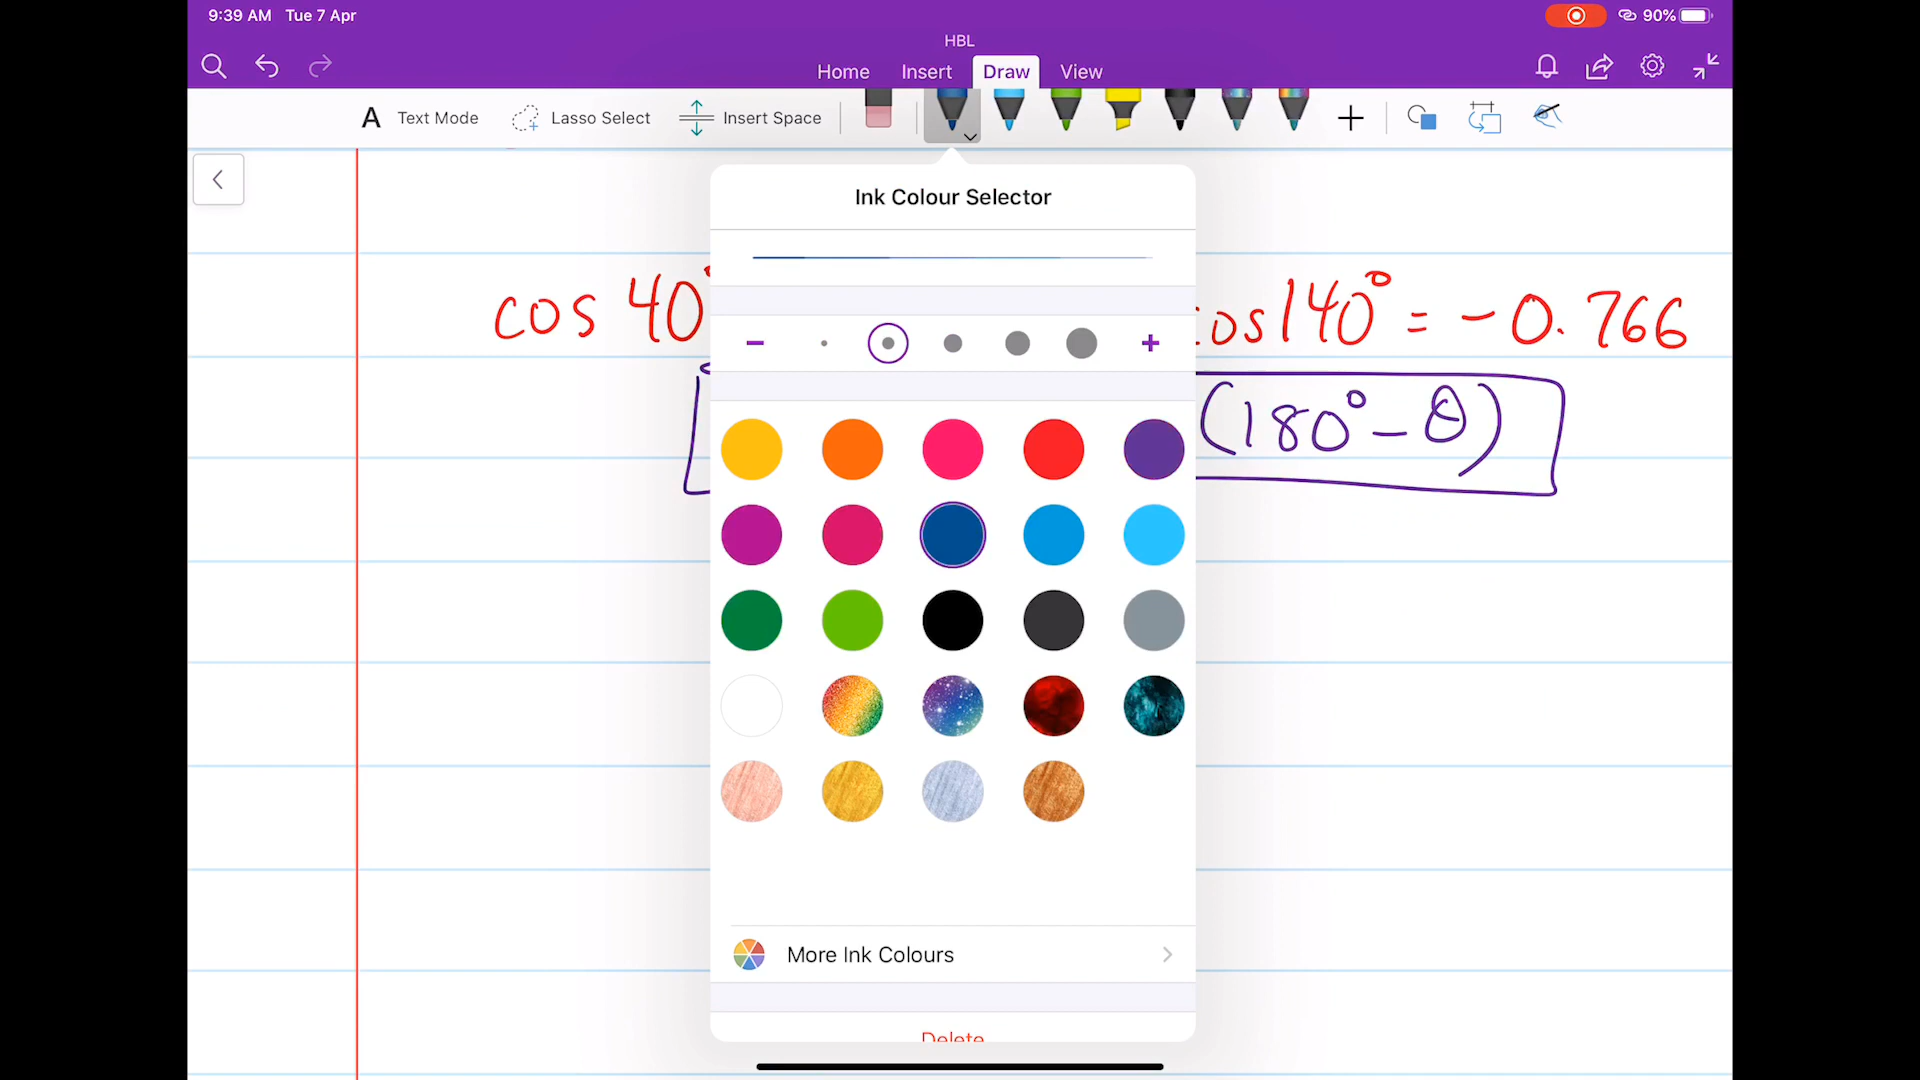 9:39 AM Tue 7 Apr 90%
HBL
Home Insert Draw View
A Text Mode Lasso Select Insert Space
Ink Colour Selector
cos 40° cos 140° = -0.766
(180° - θ)
More Ink Colours
Delete